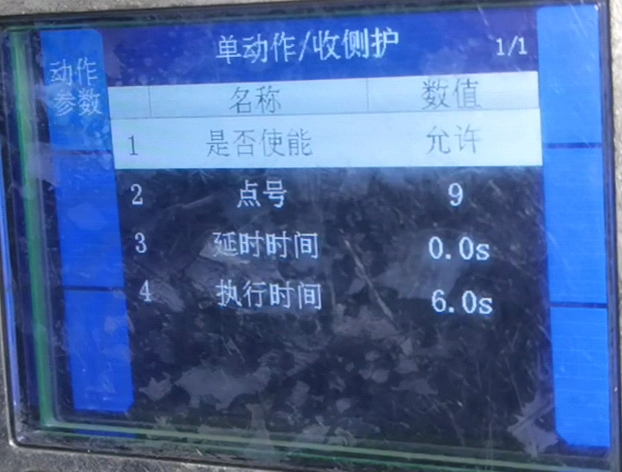 单动作/收侧护 1/1
动作
参数
名称 数值
1 是否使能 允许
2 点号 9
3 延时时间 0.0s
4 执行时间 6.0s